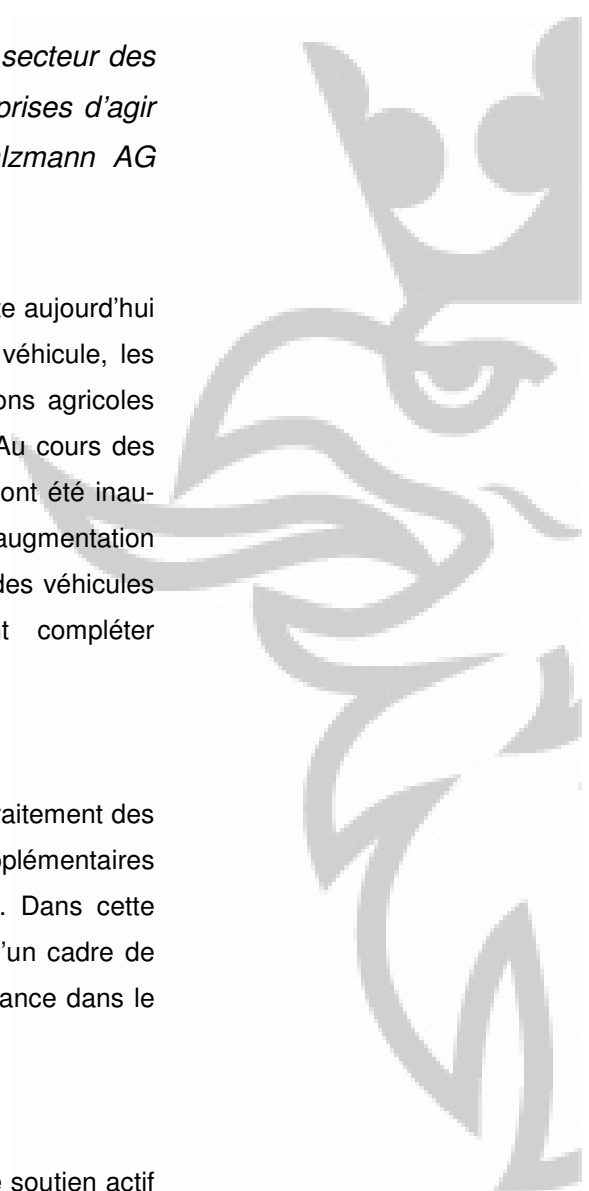 secteur des
prises d'agir
lzmann AG
te aujourd'hui
véhicule, les
ons agricoles
Au cours des
ont été inau-
augmentation
des véhicules
t compléter
raitement des
plémentaires
. Dans cette
'un cadre de
ance dans le
soutien actif